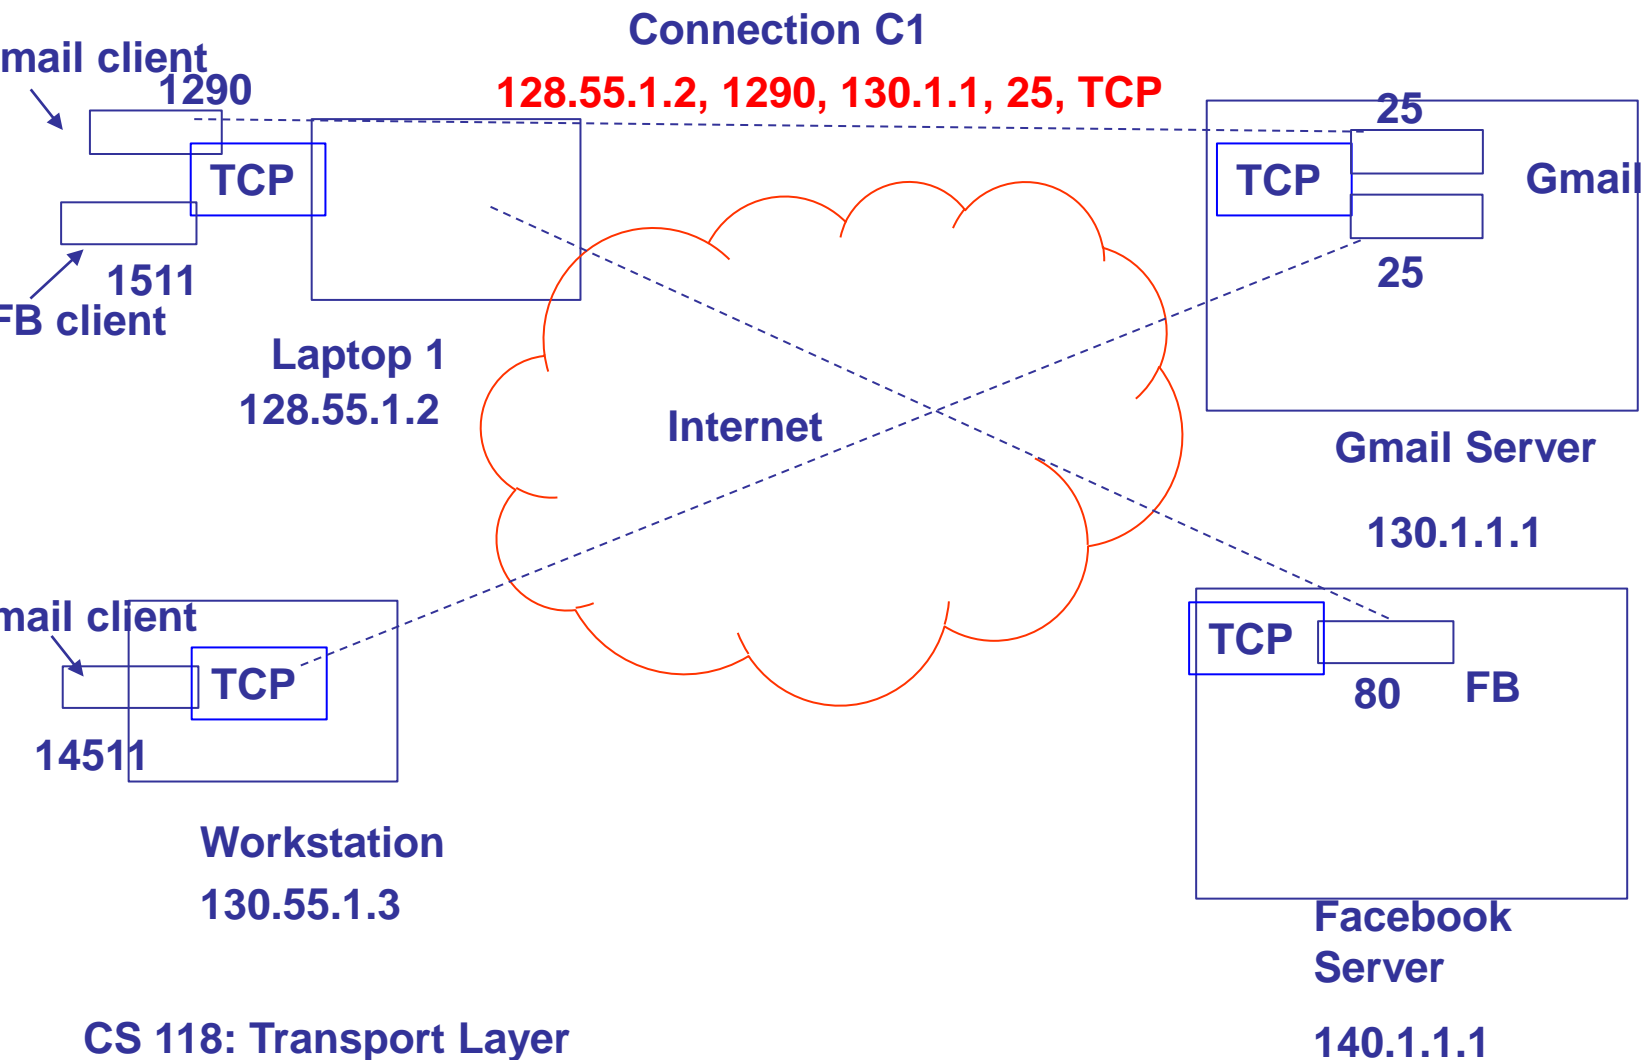 Connection C1
mail client
1290
128.55.1.2, 1290, 130.1.1, 25, TCP
25
TCP
TCP
Gmail
1511
25
FB client
Laptop 1
128.55.1.2
Internet
Gmail Server
130.1.1.1
mail client
TCP
TCP
14511
80
FB
Workstation
130.55.1.3
Facebook
Server
CS 118: Transport Layer
140.1.1.1